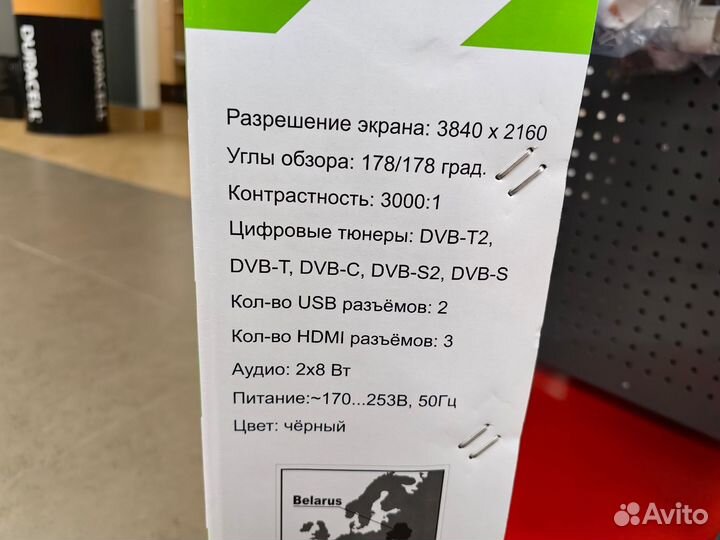 DURACELL
Разрешение экрана: 3840 x 2160
Углы обзора: 178/178 град.
Контрастность: 3000:1
Цифровые тюнеры: DVB-T2,
DVB-T, DVB-C, DVB-S2, DVB-S
Кол-во USB разъёмов: 2
Кол-во HDMI разъёмов: 3
Аудио: 2x8 Вт
Питание:~170...253В, 50Гц
Цвет: чёрный
Belarus
Avito